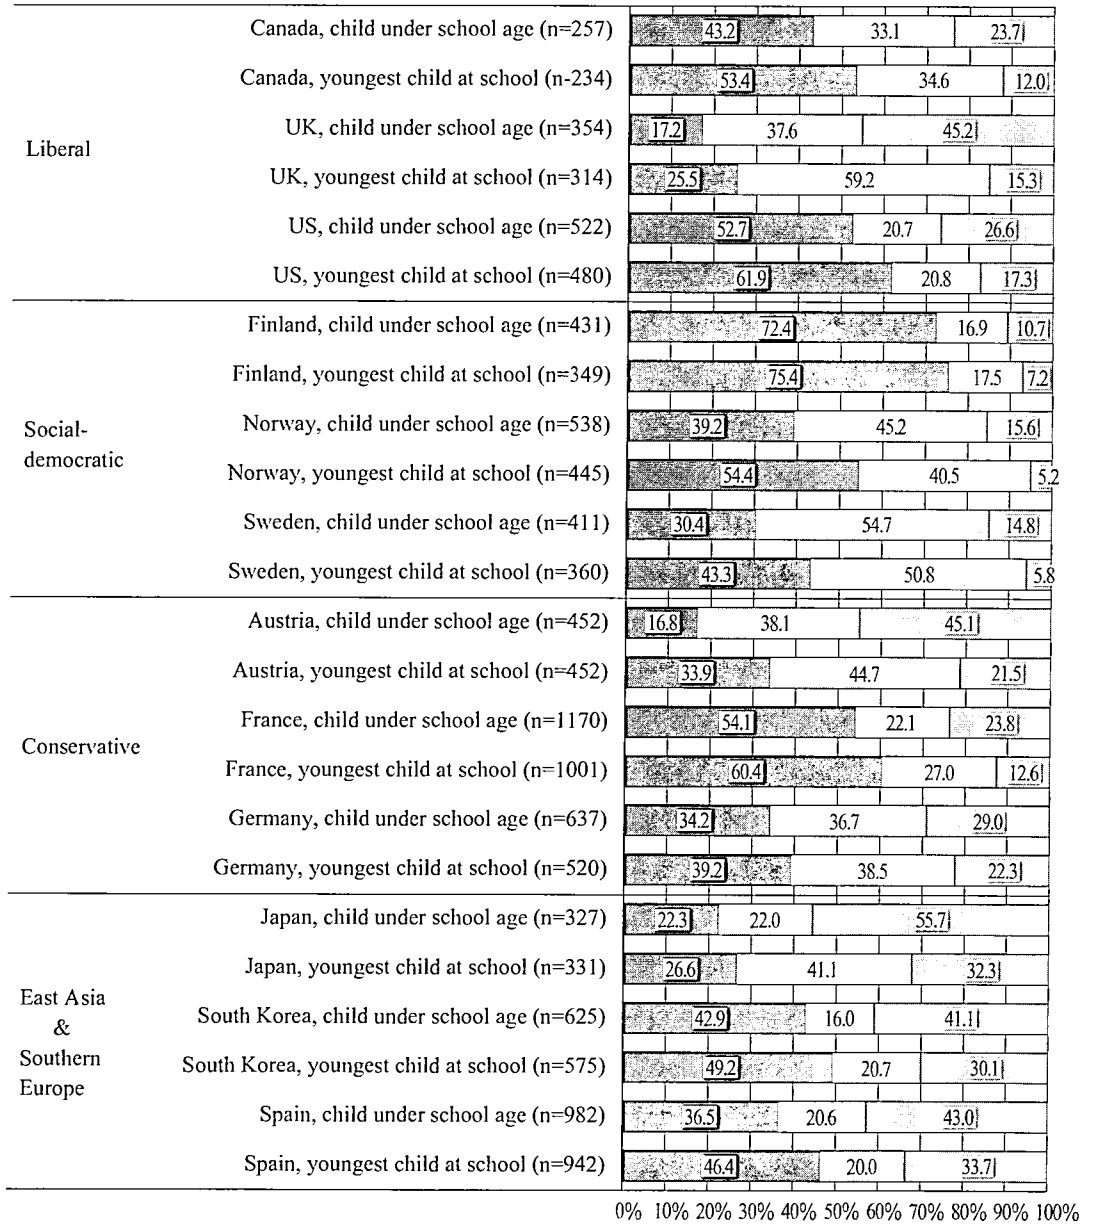 Canada, child under school age (n=257) 43.2 33.1 23.7
Canada, youngest child at school (n-234) 53.4 34.6 12.0
UK, child under school age (n=354) 17.2 37.6 45.2
Liberal
UK, youngest child at school (n=314) 25.5 59.2 15.3
US, child under school age (n=522) 52.7 20.7 26.6
US, youngest child at school (n=480) 61.9 20.8 17.3
Finland, child under school age (n=431) 72.4 16.9 10.7
Finland, youngest child at school (n=349) 75.4 17.5 7.2
Social-
democratic
Norway, child under school age (n=538) 39.2 45.2 15.6
Norway, youngest child at school (n=445) 54.4 40.5 5.2
Sweden, child under school age (n=411) 30.4 54.7 14.8
Sweden, youngest child at school (n=360) 43.3 50.8 5.8
Austria, child under school age (n=452) 16.8 38.1 45.1
Austria, youngest child at school (n=452) 33.9 44.7 21.5
France, child under school age (n=1170) 54.1 22.1 23.8
Conservative
France, youngest child at school (n=1001) 60.4 27.0 12.6
Germany, child under school age (n=637) 34.2 36.7 29.0
Germany, youngest child at school (n=520) 39.2 38.5 22.3
Japan, child under school age (n=327) 22.3 22.0 55.7
Japan, youngest child at school (n=331) 26.6 41.1 32.3
East Asia
&
Southern
Europe
South Korea, child under school age (n=625) 42.9 16.0 41.1
South Korea, youngest child at school (n=575) 49.2 20.7 30.1
Spain, child under school age (n=982) 36.5 20.6 43.0
Spain, youngest child at school (n=942) 46.4 20.0 33.7
0% 10% 20% 30% 40% 50% 60% 70% 80% 90% 100%